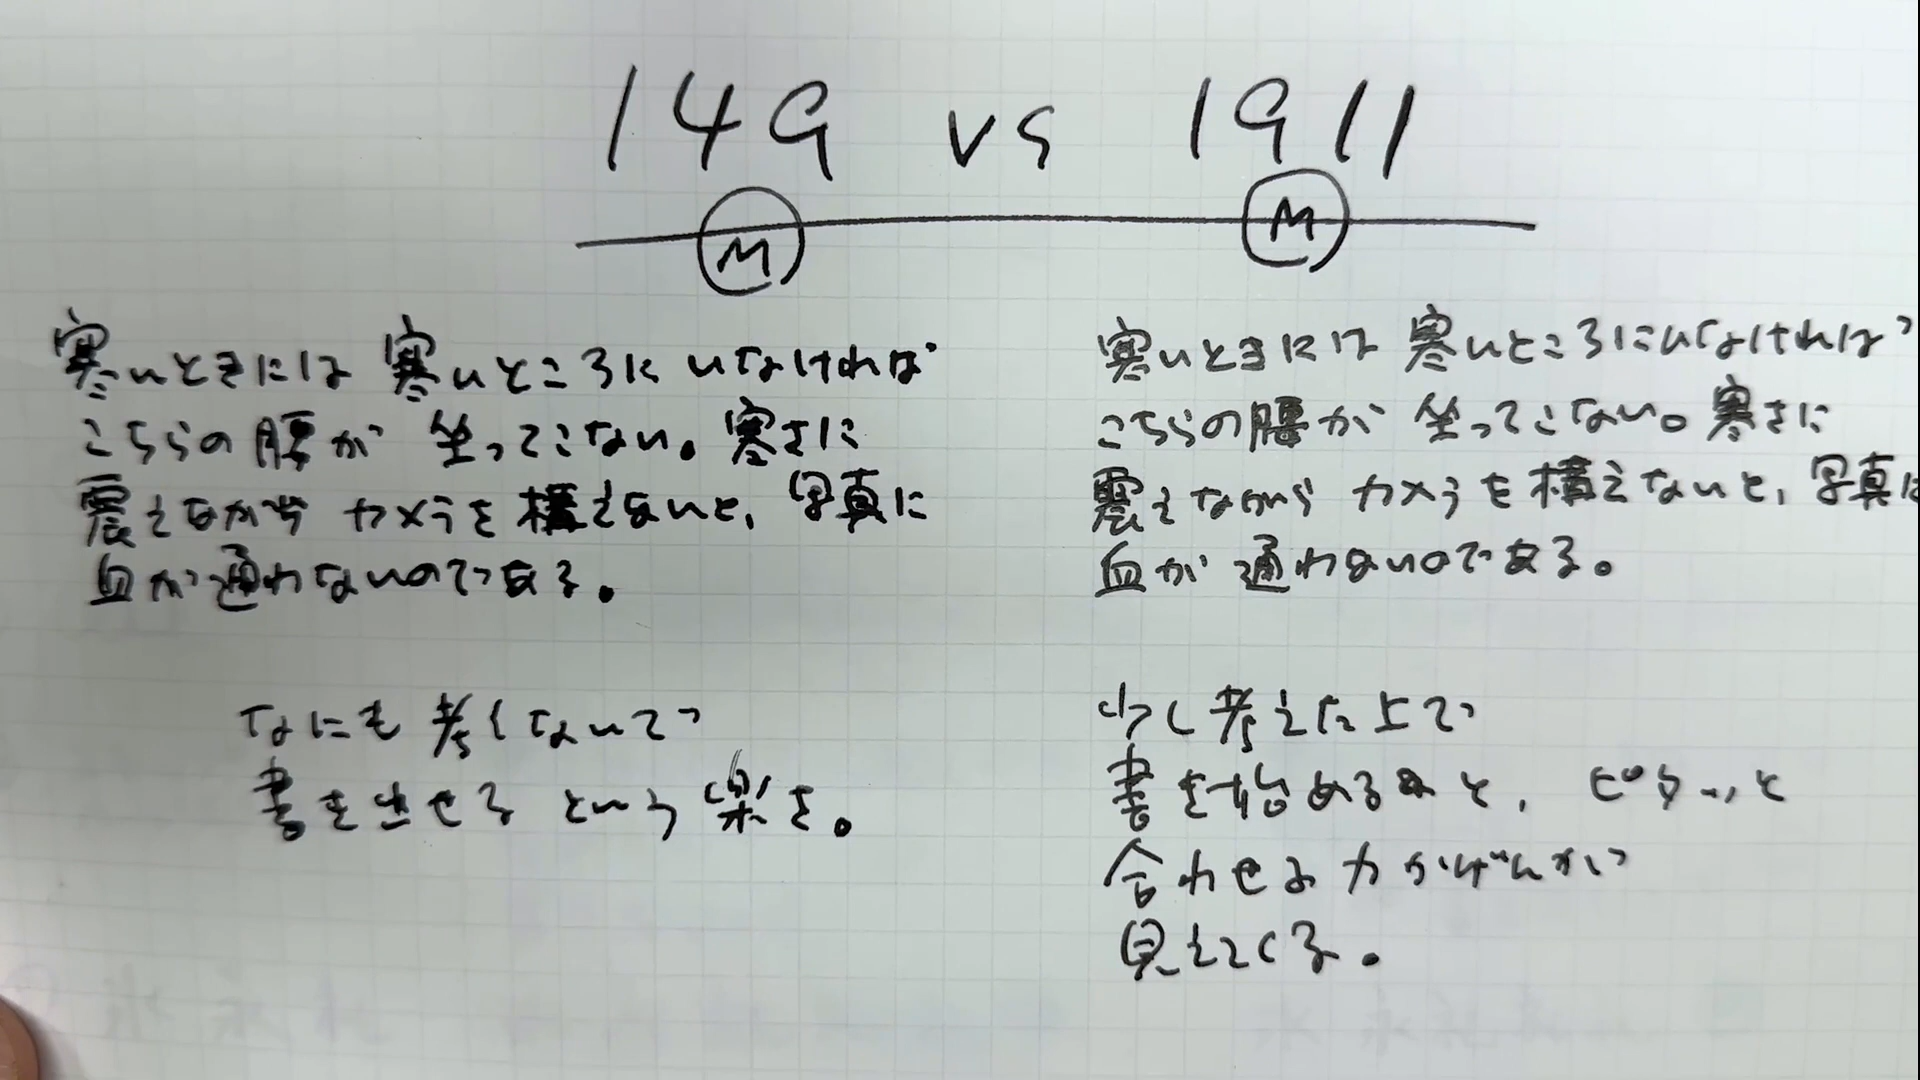 149 vs 1911
M M
寒いときには寒いところにいなければ
こちらの腰が坐ってこない。寒さに
震えながらカメラを構えないと、写真に
血が通わないのである。
なにも考えないで
書き出せるという楽さ。
寒いときには寒いところにいなければ
こちらの腰が坐ってこない。寒さに
震えながらカメラを構えないと、写真に
血が通わないのである。
少し考えた上で
書き始めると、ピタッと
合わせる力かげんが
見えてくる。